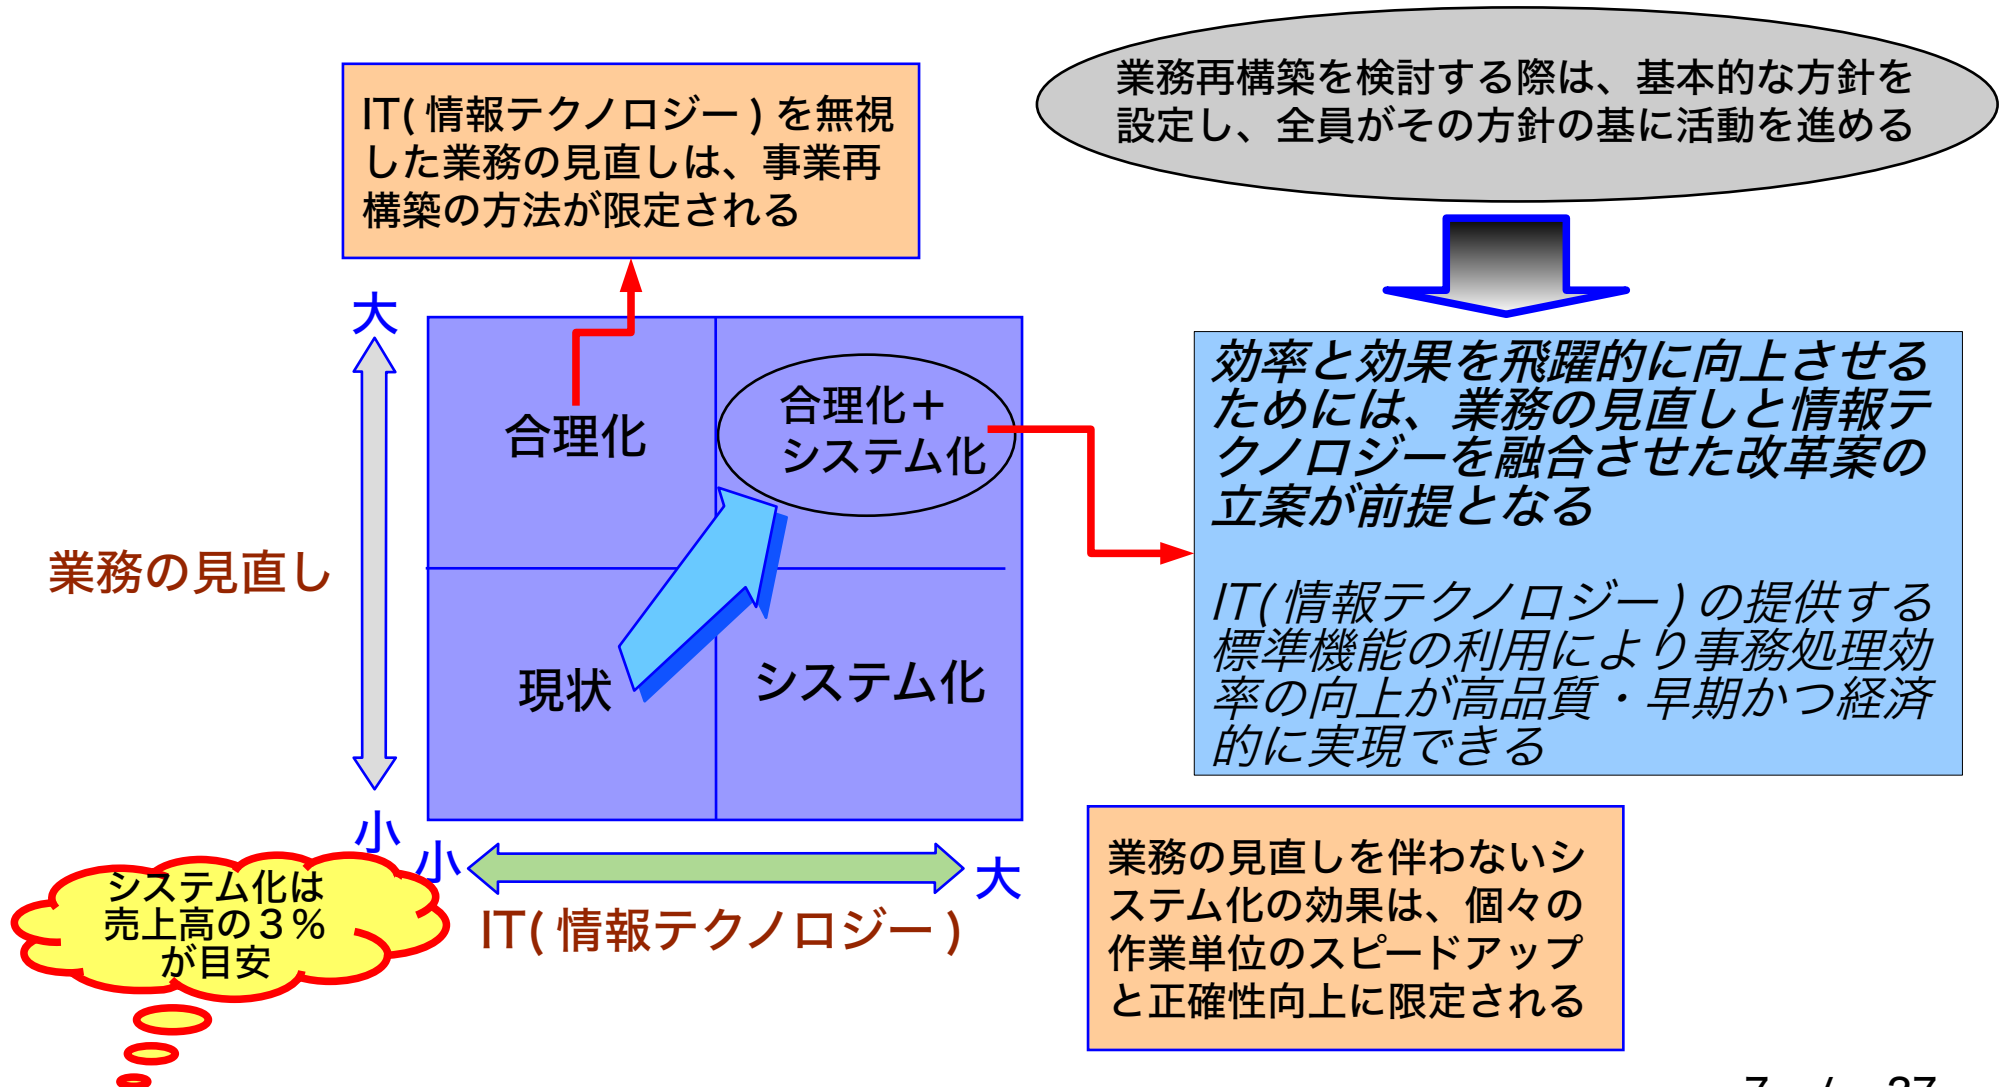 業務再構築を検討する際は、基本的な方針を
設定し、全員がその方針の基に活動を進める
IT(情報テクノロジー)を無視
した業務の見直しは、事業再
構築の方法が限定される
大
合理化
合理化＋
システム化
効率と効果を飛躍的に向上させる
ためには、業務の見直しと情報テ
クノロジーを融合させた改革案の
立案が前提となる
IT(情報テクノロジー)の提供する
標準機能の利用により事務処理効
率の向上が高品質・早期かつ経済
的に実現できる
業務の見直し
現状
システム化
小
小
大
IT(情報テクノロジー)
システム化は
売上高の３％
が目安
業務の見直しを伴わないシ
ステム化の効果は、個々の
作業単位のスピードアップ
と正確性向上に限定される
7 / 37